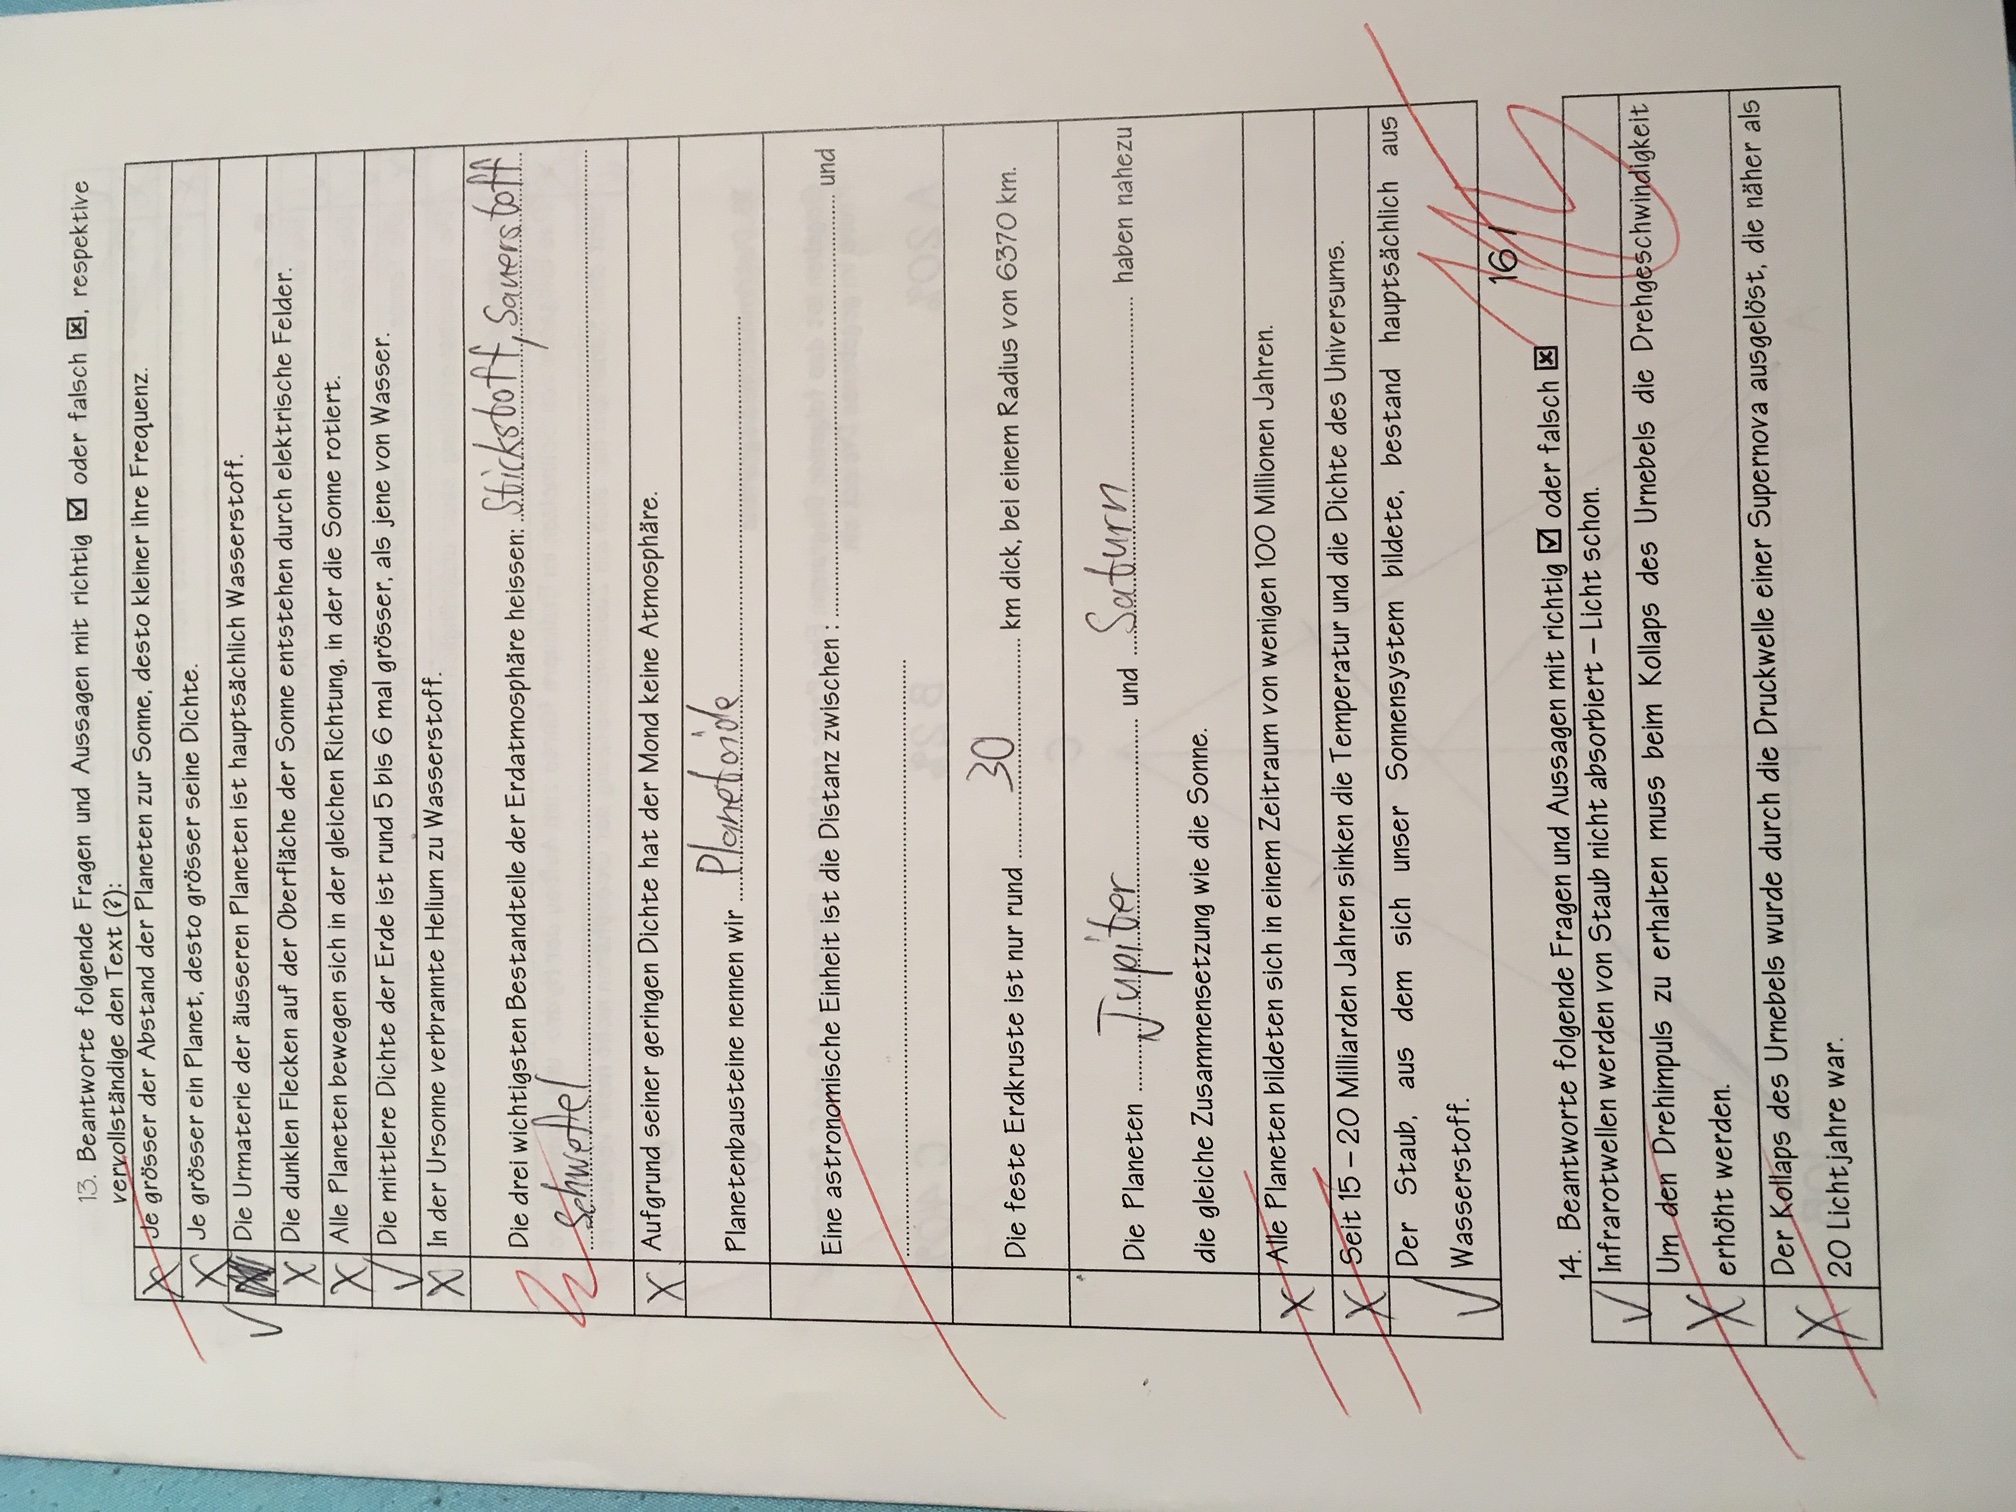 13. Beantworte folgende Fragen und Aussagen mit richtig ☑ oder falsch ☒, respektive
vervollständige den Text (?):
X Je grösser der Abstand der Planeten zur Sonne, desto kleiner ihre Frequenz.
X Je grösser ein Planet, desto grösser seine Dichte.
✓ Die Urmaterie der äusseren Planeten ist hauptsächlich Wasserstoff.
X Die dunklen Flecken auf der Oberfläche der Sonne entstehen durch elektrische Felder.
X Alle Planeten bewegen sich in der gleichen Richtung, in der die Sonne rotiert.
✓ Die mittlere Dichte der Erde ist rund 5 bis 6 mal grösser, als jene von Wasser.
X In der Ursonne verbrannte Helium zu Wasserstoff.
Die drei wichtigsten Bestandteile der Erdatmosphäre heissen: Stickstoff, Sauerstoff
Schwefel
X Aufgrund seiner geringen Dichte hat der Mond keine Atmosphäre.
Planetenbausteine nennen wir Planetoide
Eine astronomische Einheit ist die Distanz zwischen : und
Die feste Erdkruste ist nur rund 30 km dick, bei einem Radius von 6370 km.
Die Planeten Jupiter und Saturn haben nahezu
die gleiche Zusammensetzung wie die Sonne.
X Alle Planeten bildeten sich in einem Zeitraum von wenigen 100 Millionen Jahren.
X Seit 15 – 20 Milliarden Jahren sinken die Temperatur und die Dichte des Universums.
Der Staub, aus dem sich unser Sonnensystem bildete, bestand hauptsächlich aus
✓ Wasserstoff.
16 /
14. Beantworte folgende Fragen und Aussagen mit richtig ☑ oder falsch ☒
✓ Infrarotwellen werden von Staub nicht absorbiert – Licht schon.
Um den Drehimpuls zu erhalten muss beim Kollaps des Urnebels die Drehgeschwindigkeit
X erhöht werden.
Der Kollaps des Urnebels wurde durch die Druckwelle einer Supernova ausgelöst, die näher als
X 20 Lichtjahre war.